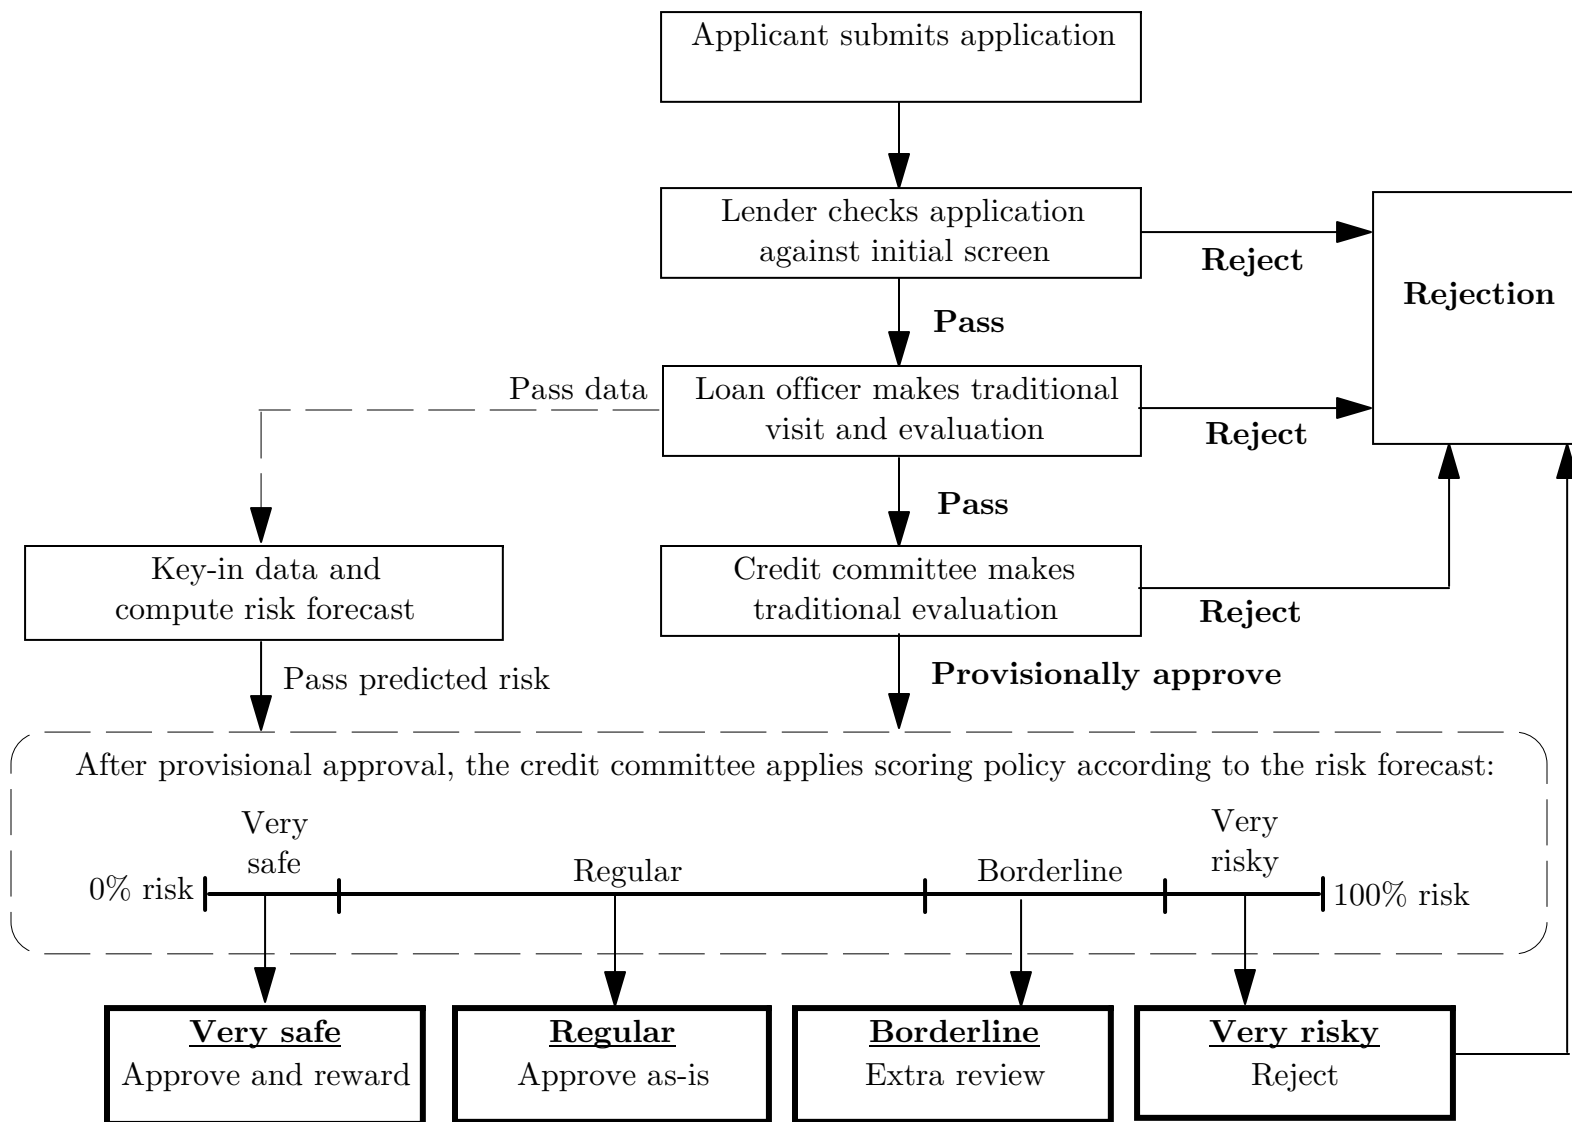 Applicant submits application
Lender checks application
against initial screen
Reject
Rejection
Pass
Pass data
Loan officer makes traditional
visit and evaluation
Reject
Pass
Key-in data and
compute risk forecast
Credit committee makes
traditional evaluation
Reject
Pass predicted risk
Provisionally approve
After provisional approval, the credit committee applies scoring policy according to the risk forecast:
Very
safe
Very
risky
0% risk
Regular
Borderline
100% risk
Very safe
Approve and reward
Regular
Approve as-is
Borderline
Extra review
Very risky
Reject